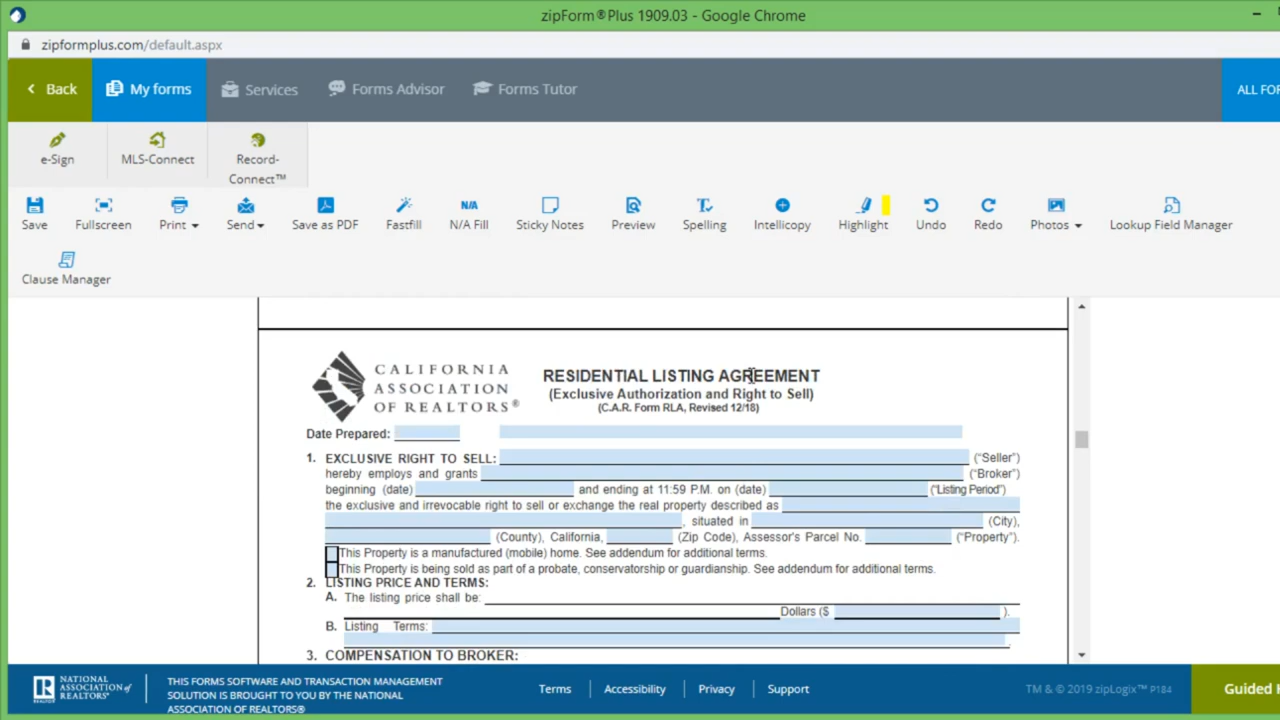 zipForm®Plus 1909.03 - Google Chrome
zipformplus.com/default.aspx
Back
My forms
Services
Forms Advisor
Forms Tutor
ALL FOR
e-Sign
MLS-Connect
Record-
Connect™
Save
Fullscreen
Print
Send
Save as PDF
Fastfill
N/A
N/A Fill
Sticky Notes
Preview
Spelling
Intellicopy
Highlight
Undo
Redo
Photos
Lookup Field Manager
Clause Manager
CALIFORNIA
ASSOCIATION
OF REALTORS®
RESIDENTIAL LISTING AGREEMENT
(Exclusive Authorization and Right to Sell)
(C.A.R. Form RLA, Revised 12/18)
Date Prepared:
1. EXCLUSIVE RIGHT TO SELL: ("Seller")
hereby employs and grants ("Broker")
beginning (date) and ending at 11:59 P.M. on (date) ("Listing Period")
the exclusive and irrevocable right to sell or exchange the real property described as
, situated in (City),
(County), California, (Zip Code), Assessor's Parcel No. ("Property").
This Property is a manufactured (mobile) home. See addendum for additional terms.
This Property is being sold as part of a probate, conservatorship or guardianship. See addendum for additional terms.
2. LISTING PRICE AND TERMS:
A. The listing price shall be:
Dollars ($ ).
B. Listing Terms:
.
3. COMPENSATION TO BROKER:
NATIONAL
ASSOCIATION of
REALTORS®
THIS FORMS SOFTWARE AND TRANSACTION MANAGEMENT
SOLUTION IS BROUGHT TO YOU BY THE NATIONAL
ASSOCIATION OF REALTORS®
Terms
Accessibility
Privacy
Support
TM & © 2019 zipLogix™ P184
Guided H